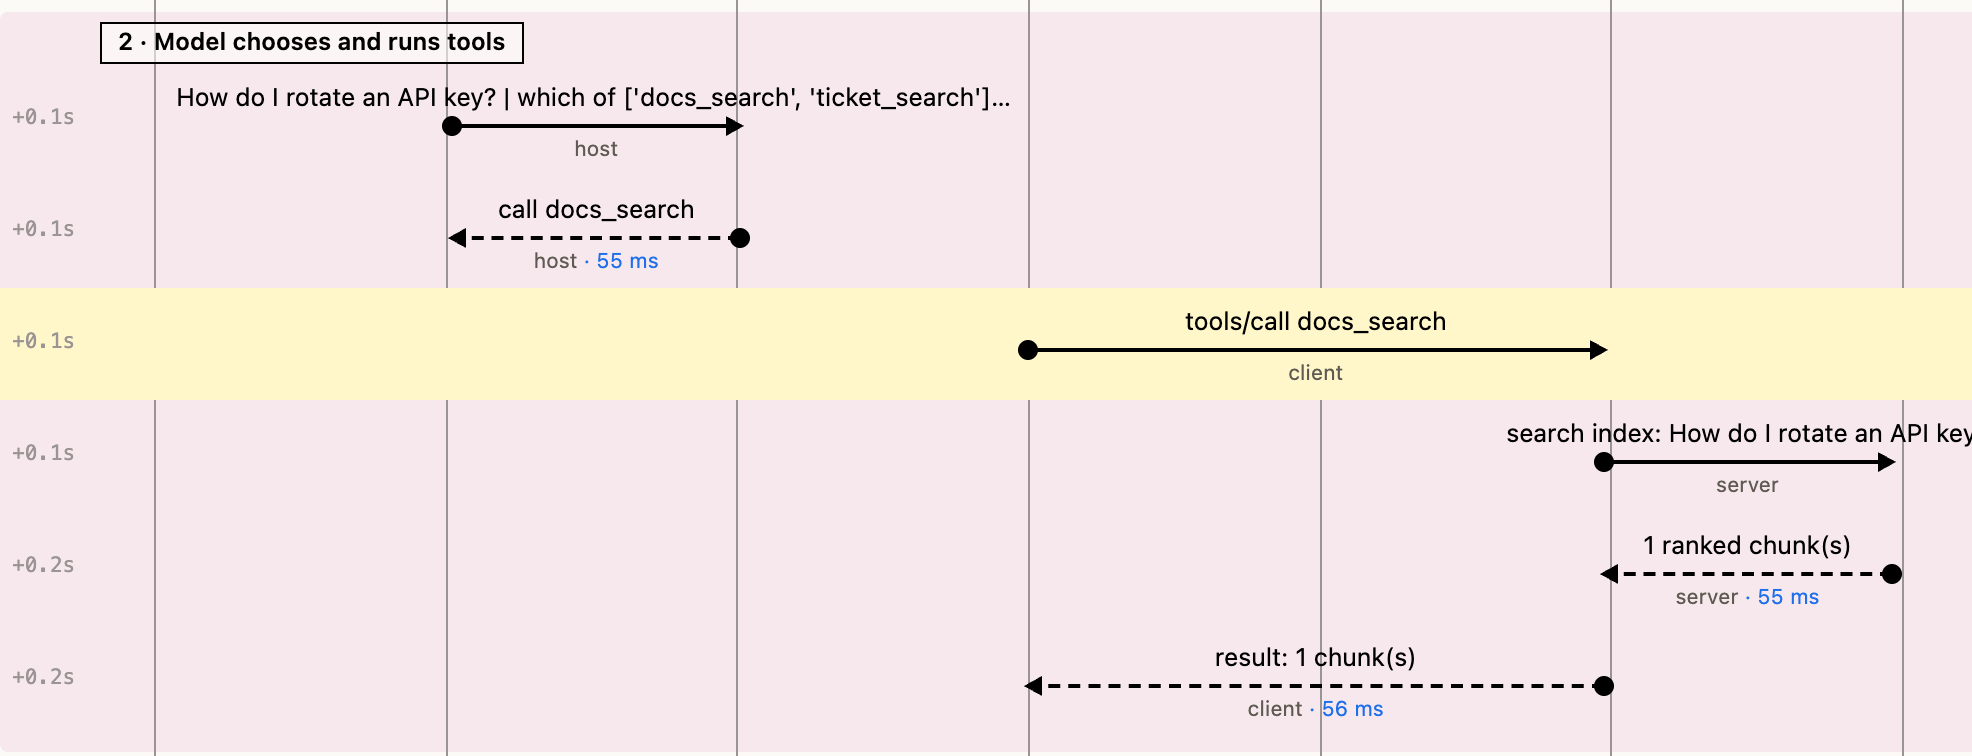 2 · Model chooses and runs tools
How do I rotate an API key? | which of ['docs_search', 'ticket_search']...
+0.1s
host
call docs_search
+0.1s
host · 55 ms
tools/call docs_search
+0.1s
client
search index: How do I rotate an API key
+0.1s
server
1 ranked chunk(s)
+0.2s
server · 55 ms
result: 1 chunk(s)
+0.2s
client · 56 ms